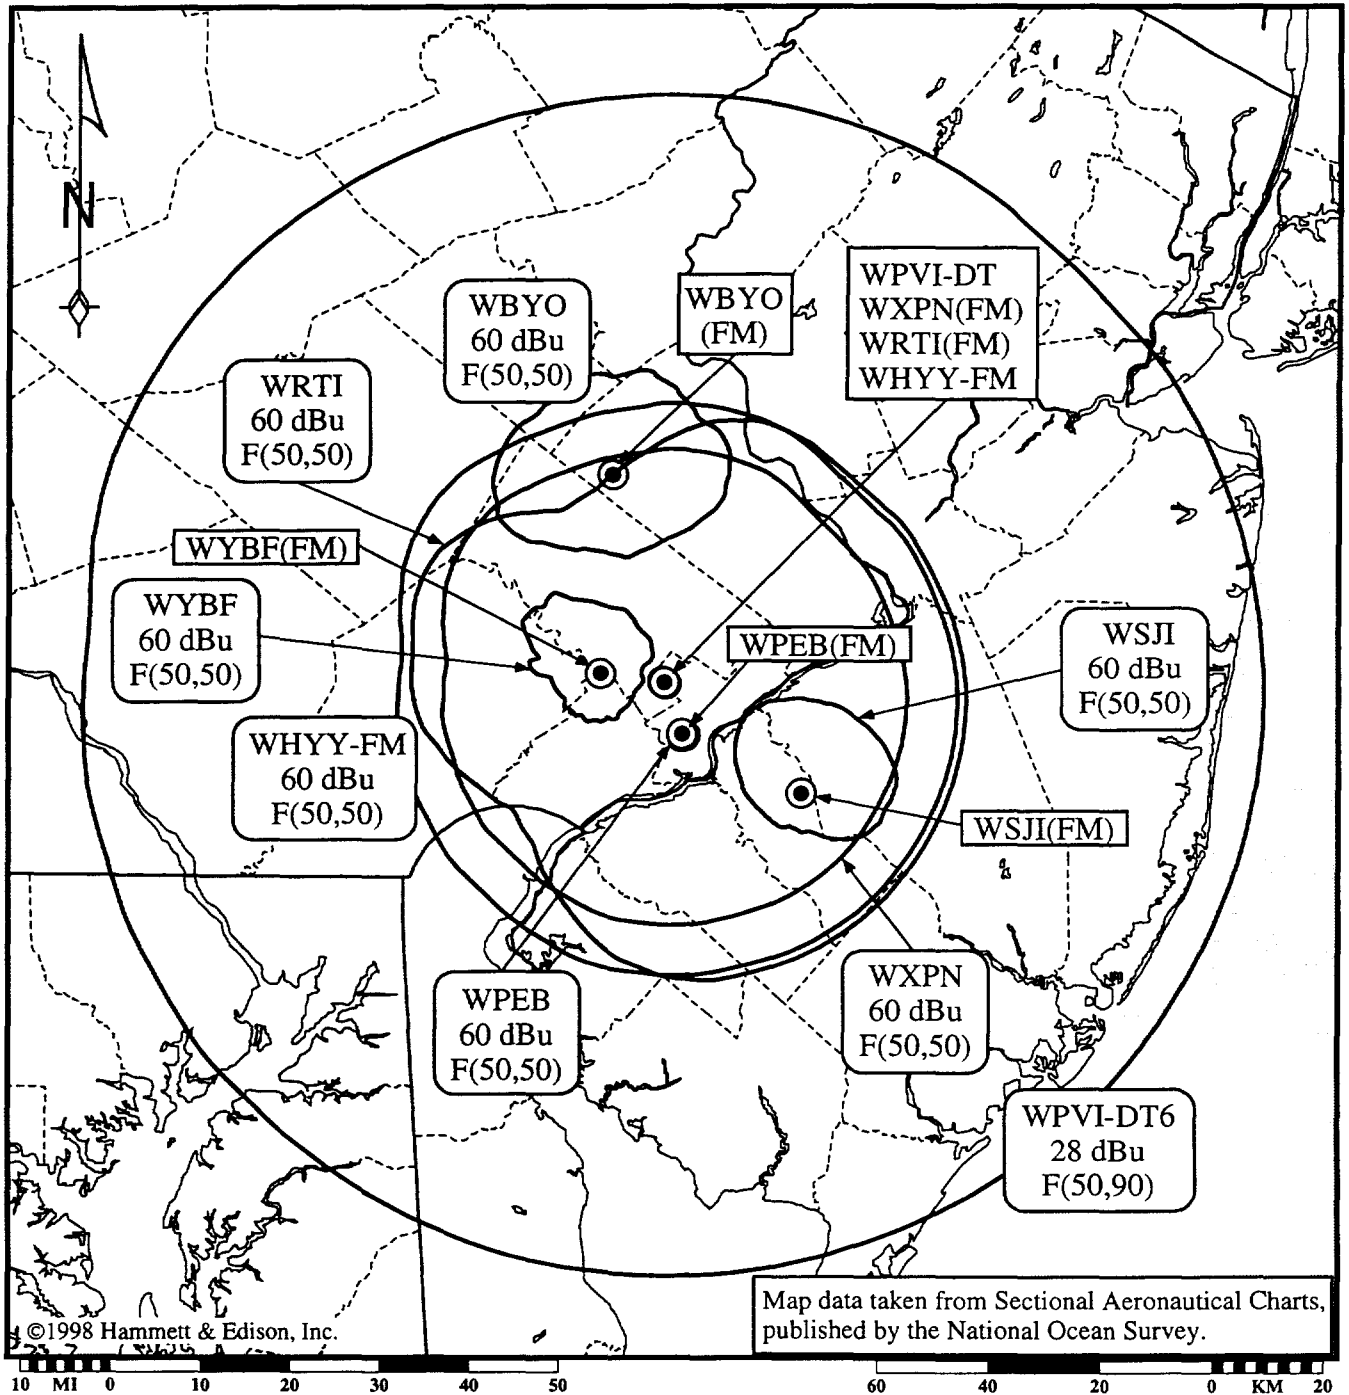 N
WBYO
60 dBu
F(50,50)
WBYO
(FM)
WPVI-DT
WXPN(FM)
WRTI(FM)
WHYY-FM
WRTI
60 dBu
F(50,50)
WYBF(FM)
WYBF
60 dBu
F(50,50)
WPEB(FM)
WSJI
60 dBu
F(50,50)
WHYY-FM
60 dBu
F(50,50)
WSJI(FM)
WPEB
60 dBu
F(50,50)
WXPN
60 dBu
F(50,50)
WPVI-DT6
28 dBu
F(50,90)
Map data taken from Sectional Aeronautical Charts,
published by the National Ocean Survey.
©1998 Hammett & Edison, Inc.
10 MI 0 10 20 30 40 50 60 40 20 0 KM 20